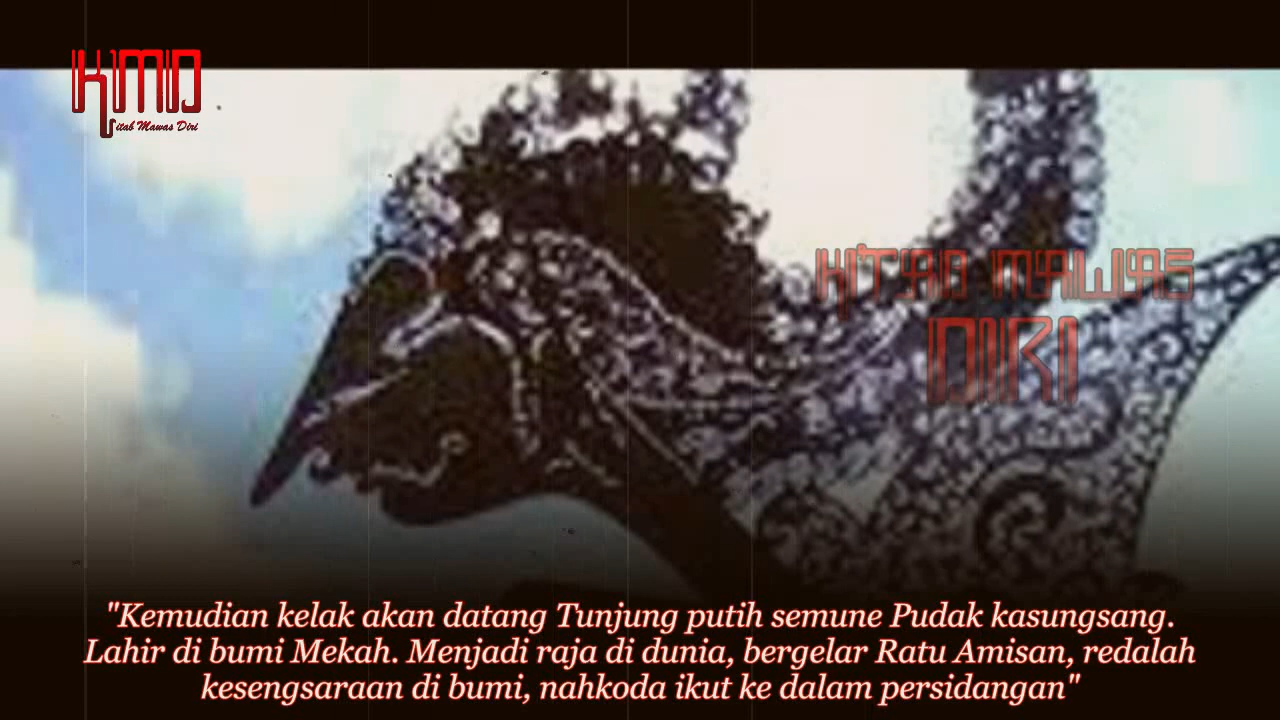 KMD
Kitab Mawas Diri
KITAB MAWAS
DIRI
"Kemudian kelak akan datang Tunjung putih semune Pudak kasungsang.
Lahir di bumi Mekah. Menjadi raja di dunia, bergelar Ratu Amisan, redalah
kesengsaraan di bumi, nahkoda ikut ke dalam persidangan"